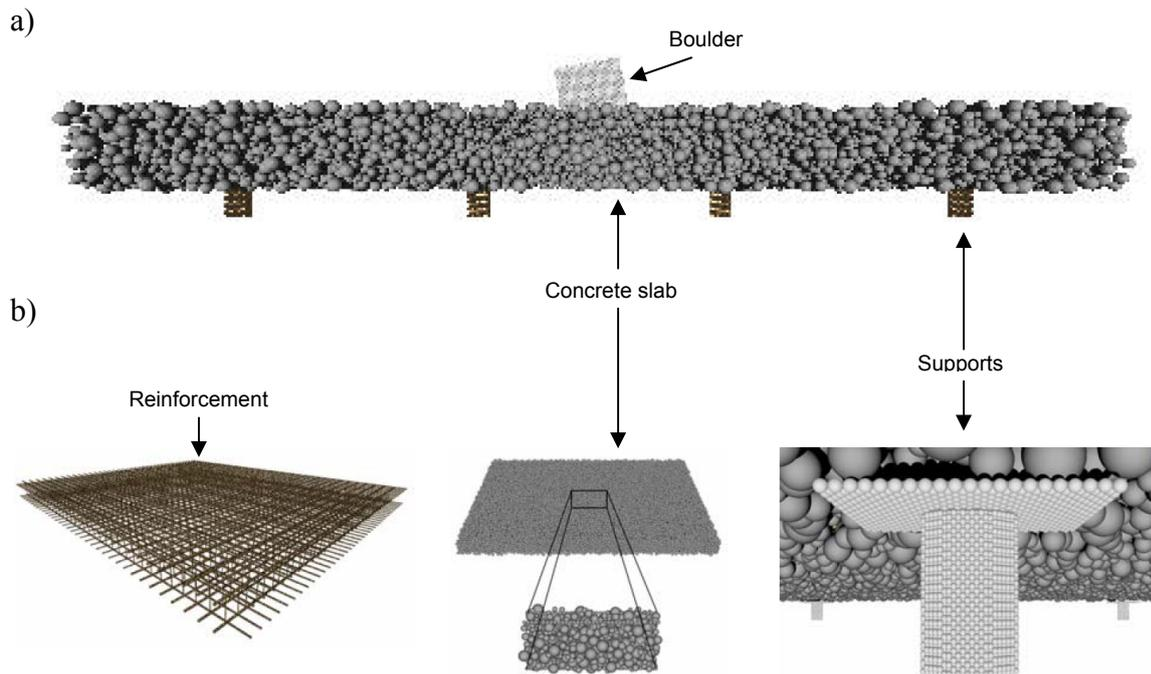 a)
Boulder
Concrete slab
b)
Supports
Reinforcement